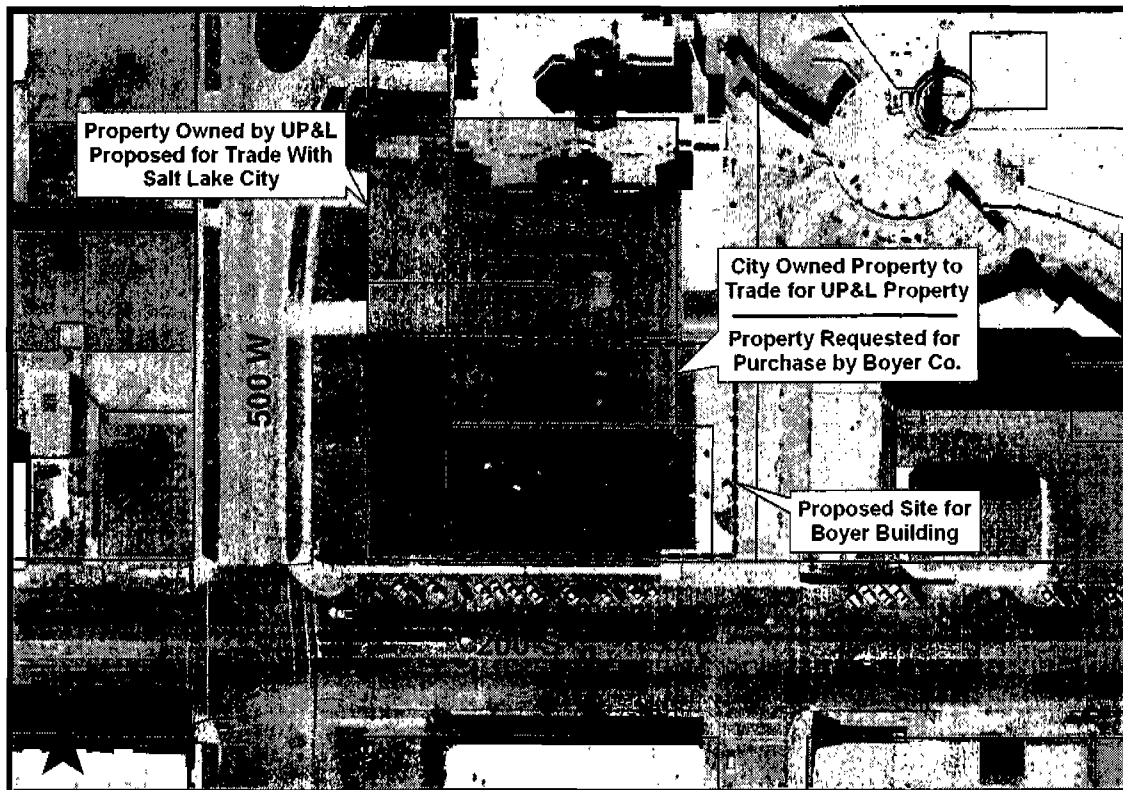 Property Owned by UP&L
Proposed for Trade With
Salt Lake City
City Owned Property to
Trade for UP&L Property
Property Requested for
Purchase by Boyer Co.
500 W
Proposed Site for
Boyer Building
200 S